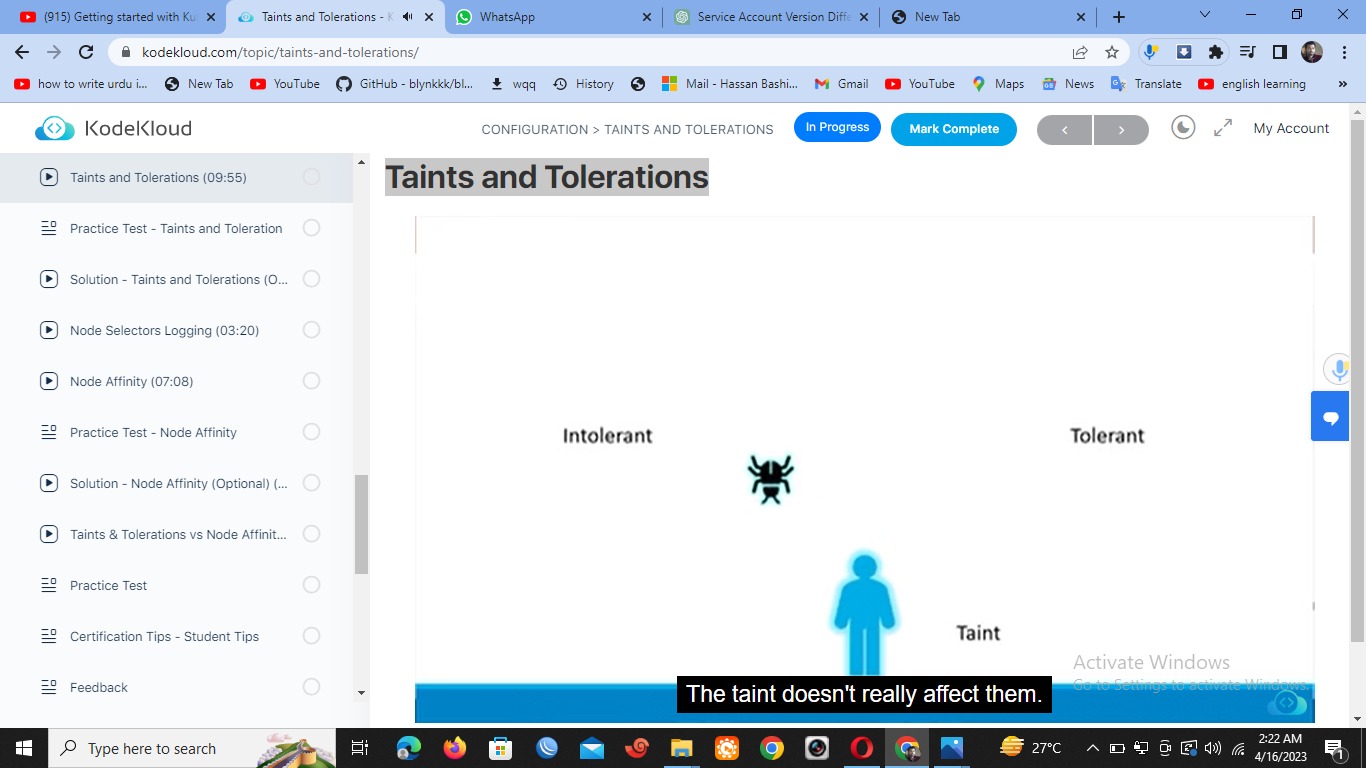 (915) Getting started with Ku
Taints and Tolerations - K
WhatsApp
Service Account Version Diffe
New Tab
kodekloud.com/topic/taints-and-tolerations/
how to write urdu i...
New Tab
YouTube
GitHub - blynkkk/bl...
wqq
History
Mail - Hassan Bashi...
Gmail
YouTube
Maps
News
Translate
english learning
»
KodeKloud
CONFIGURATION > TAINTS AND TOLERATIONS
In Progress
Mark Complete
My Account
Taints and Tolerations (09:55)
Practice Test - Taints and Toleration
Solution - Taints and Tolerations (O...
Node Selectors Logging (03:20)
Node Affinity (07:08)
Practice Test - Node Affinity
Solution - Node Affinity (Optional) (...
Taints & Tolerations vs Node Affinit...
Practice Test
Certification Tips - Student Tips
Feedback
Taints and Tolerations
Intolerant
Tolerant
Taint
The taint doesn't really affect them.
Activate Windows
Go to Settings to activate Windows.
Type here to search
27°C
2:22 AM
4/16/2023
1